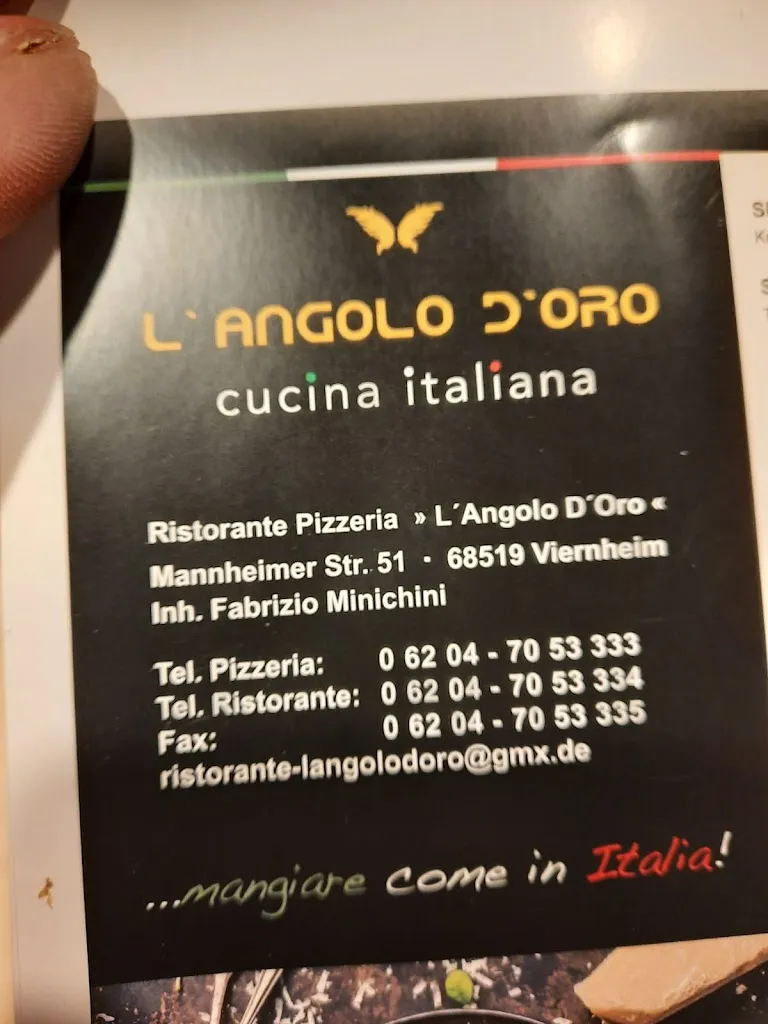 L`ANGOLO D'ORO
cucina italiana
Ristorante Pizzeria » L´Angolo D´Oro «
Mannheimer Str. 51 · 68519 Viernheim
Inh. Fabrizio Minichini
Tel. Pizzeria: 0 62 04 - 70 53 333
Tel. Ristorante: 0 62 04 - 70 53 334
Fax: 0 62 04 - 70 53 335
ristorante-langolodoro@gmx.de
...mangiare come in Italia!